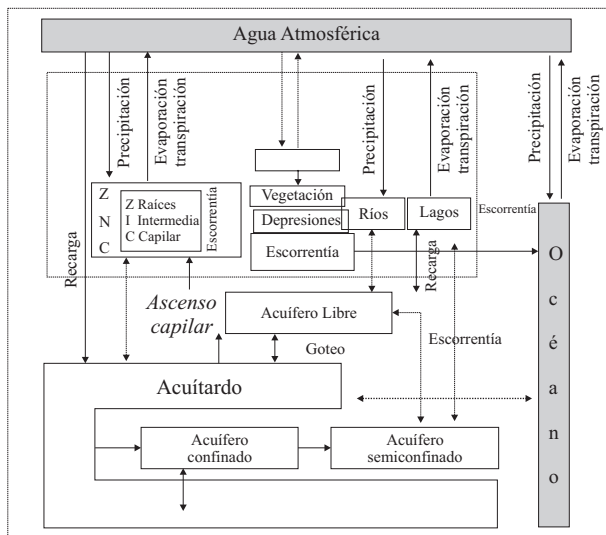 Agua Atmosférica
Precipitación
Evaporación
transpiración
Precipitación
Evaporación
transpiración
Precipitación
Evaporación
transpiración
Z
N
C
Z Raíces
I Intermedia
C Capilar
Escorrentía
Vegetación
Depresiones
Escorrentía
Ríos
Lagos
Escorrentía
Recarga
Recarga
Ascenso
capilar
Acuífero Libre
Goteo
Escorrentía
Acuítardo
Acuífero
confinado
Acuífero
semiconfinado
O
c
é
a
n
o